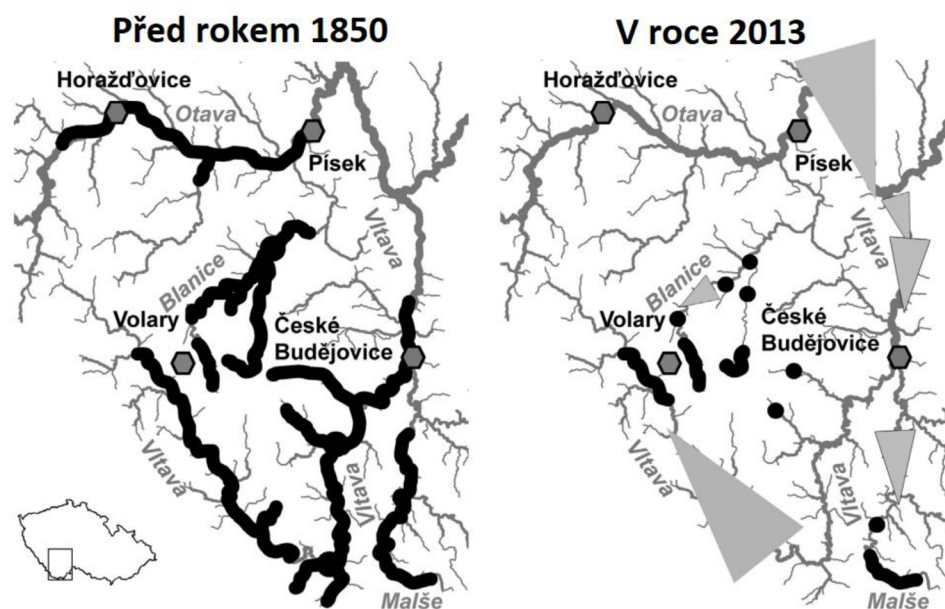 Před rokem 1850
Horažďovice
Otava
Písek
Vltava
Blanice
Volary
České
Budějovice
Vltava
Vltava
Malše
V roce 2013
Horažďovice
Otava
Písek
Vltava
Blanice
Volary
České
Budějovice
Vltava
Vltava
Malše